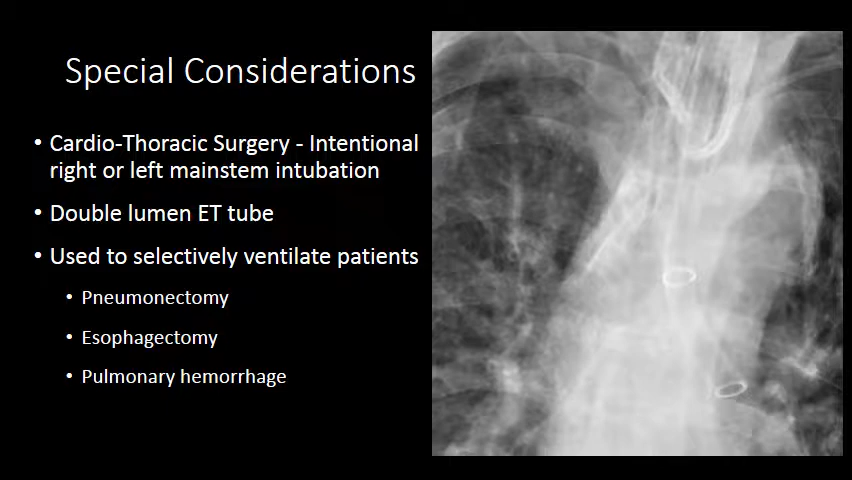 Special Considerations
• Cardio-Thoracic Surgery - Intentional
right or left mainstem intubation
• Double lumen ET tube
• Used to selectively ventilate patients
• Pneumonectomy
• Esophagectomy
• Pulmonary hemorrhage